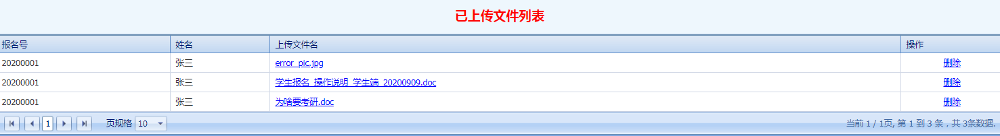 已上传文件列表
报名号 姓名 上传文件名 操作
20200001 张三 error_pic.jpg 删除
20200001 张三 学生报名_操作说明_学生端_20200909.doc 删除
20200001 张三 为啥要考研.doc 删除
1 页规格 10 当前 1 / 1页, 第 1 到 3 条 , 共 3条数据.